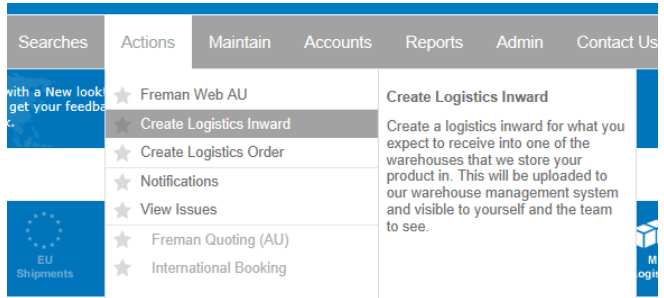 Searches Actions Maintain Accounts Reports Admin Contact Us
with a New look!
get your feedba
k.
Freman Web AU
Create Logistics Inward
Create Logistics Order
Notifications
View Issues
Freman Quoting (AU)
International Booking
Create Logistics Inward
Create a logistics inward for what you
expect to receive into one of the
warehouses that we store your
product in. This will be uploaded to
our warehouse management system
and visible to yourself and the team
to see.
EU
Shipments
M
ogis